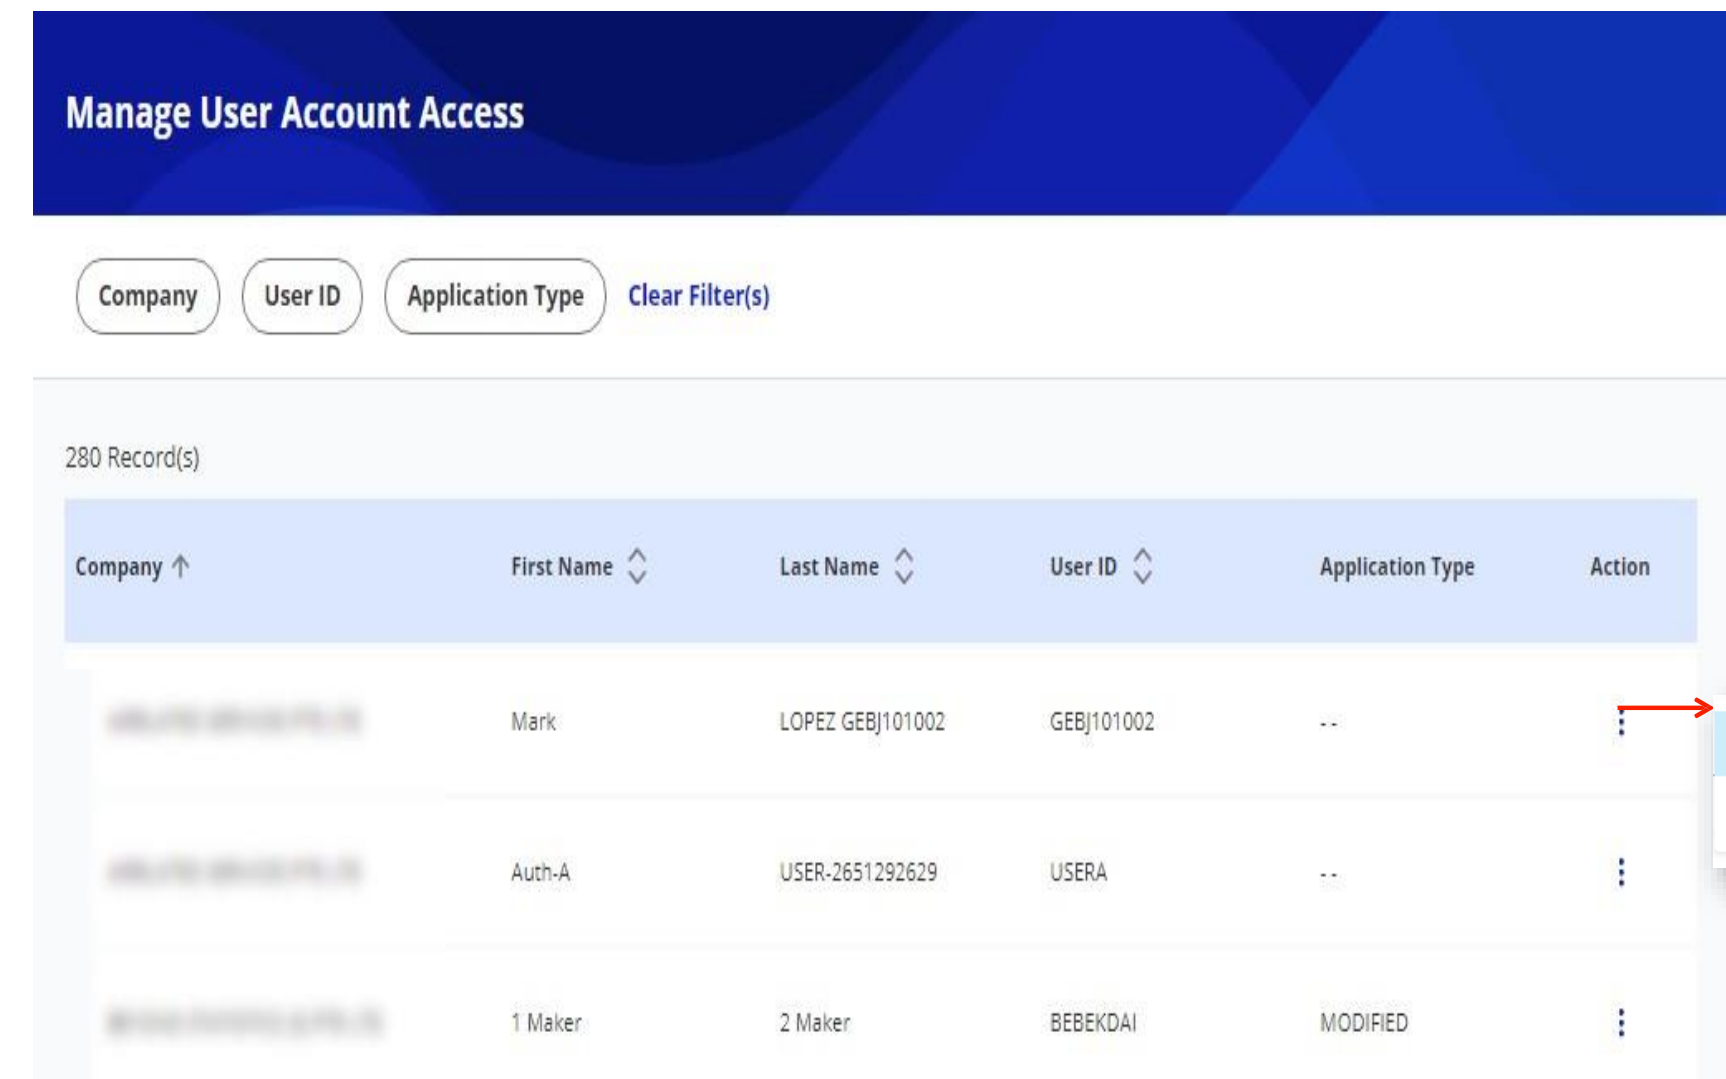 Manage User Account Access
Company User ID Application Type Clear Filter(s)
280 Record(s)
Company First Name Last Name User ID Application Type Action
Mark LOPEZ GEBJ101002 GEBJ101002 - -
Auth-A USER-2651292629 USERA - -
1 Maker 2 Maker BEBEKDAI MODIFIED